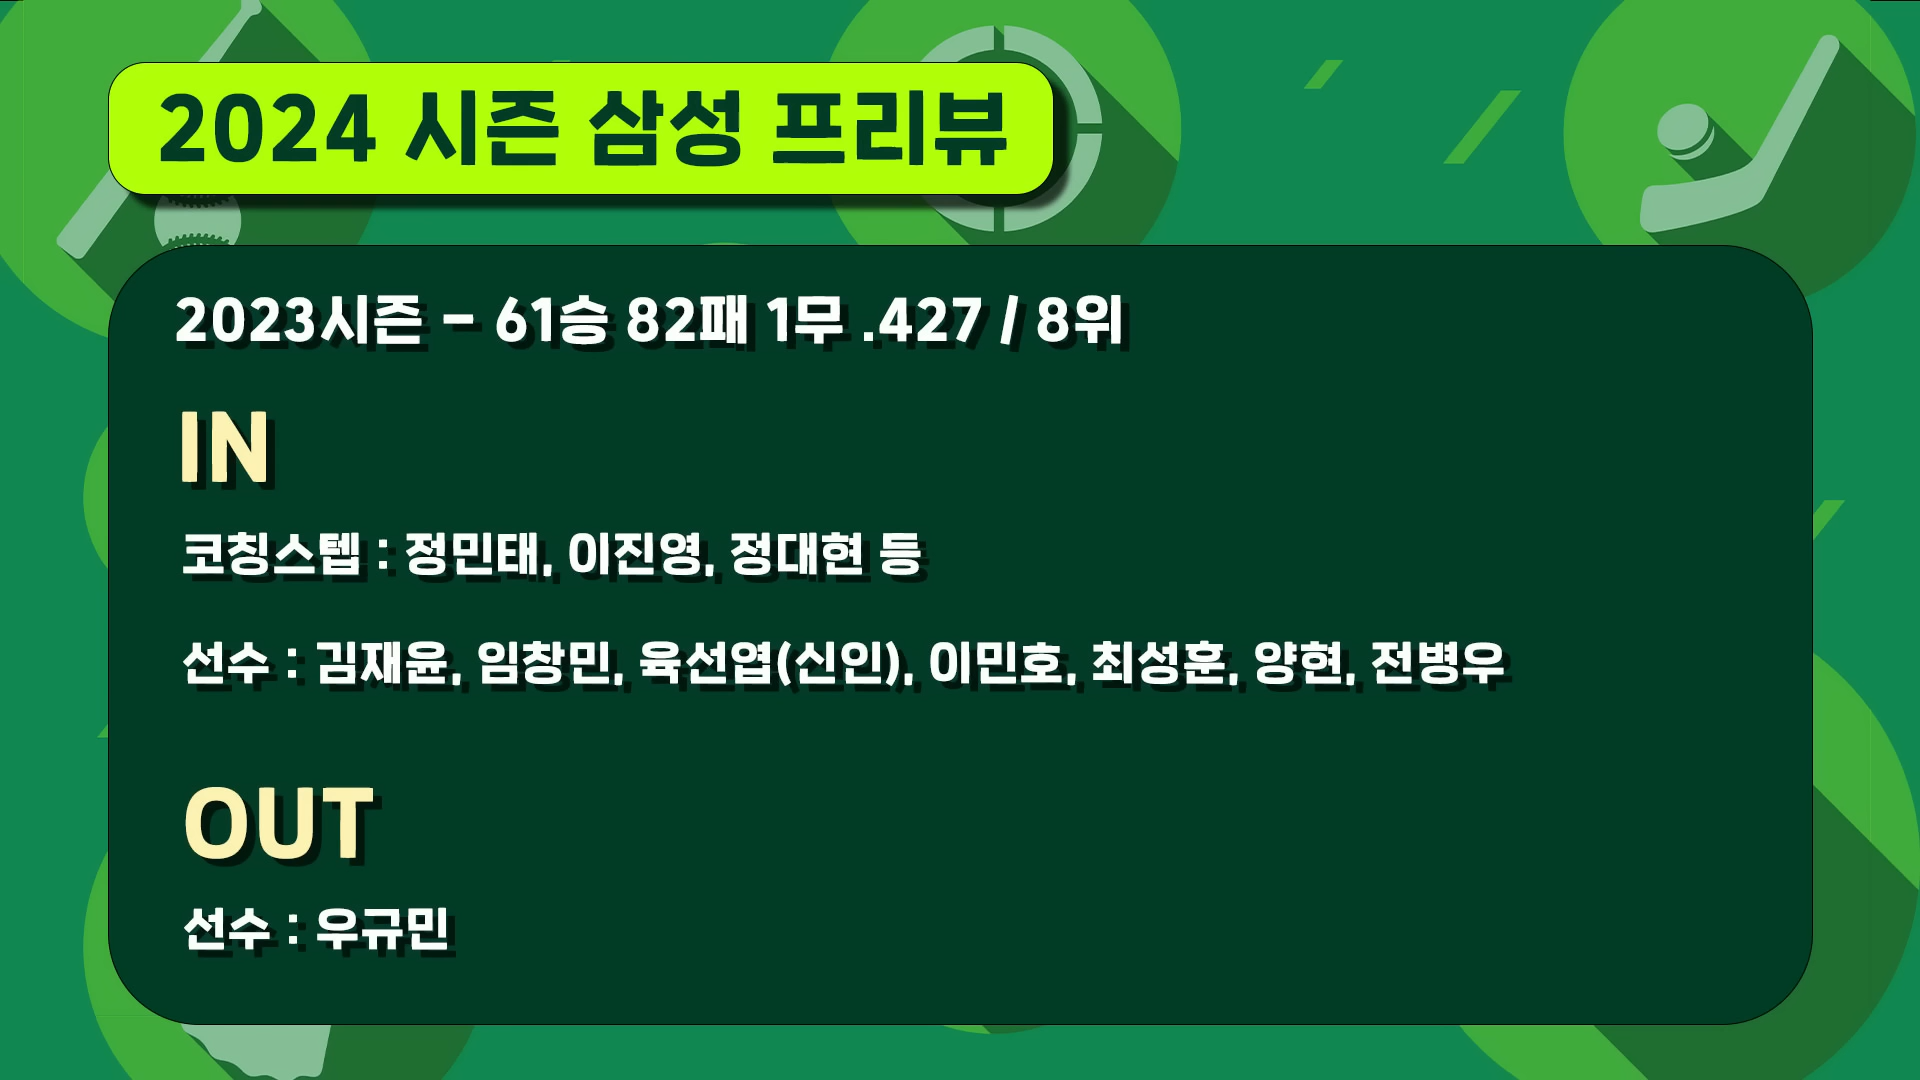 2024 시즌 삼성 프리뷰
2023시즌 - 61승 82패 1무 .427 / 8위
IN
코칭스텝 : 정민태, 이진영, 정대현 등
선수 : 김재윤, 임창민, 육선엽(신인), 이민호, 최성훈, 양현, 전병우
OUT
선수 : 우규민